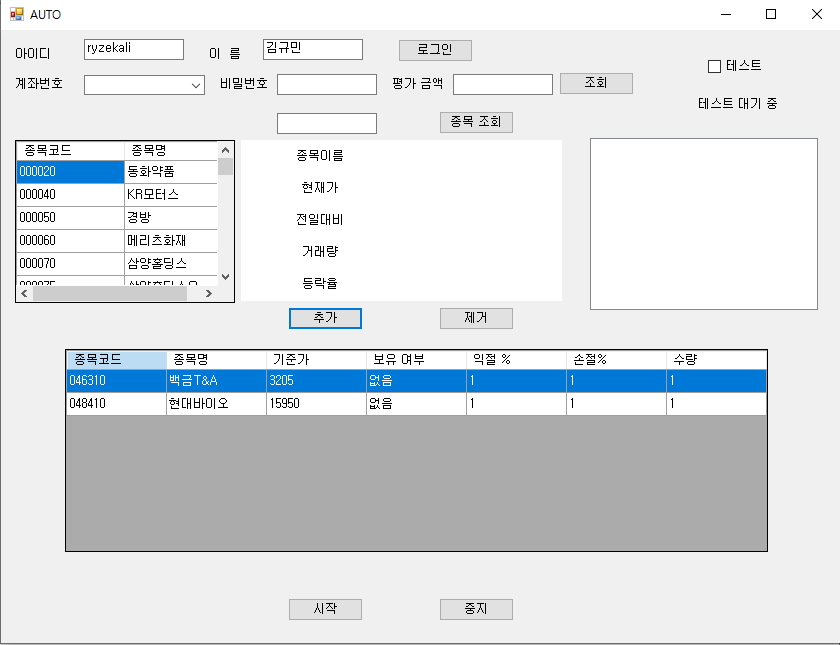 AUTO
아이디 ryzekali 이 름 김규민 로그인
계좌번호 비밀번호 평가 금액 조회
테스트
테스트 대기 중
종목 조회
종목코드 종목명
000020 동화약품
000040 KR모터스
000050 경방
000060 메리츠화재
000070 삼양홀딩스
종목이름
현재가
전일대비
거래량
등락율
추가 제거
종목코드 종목명 기준가 보유 여부 익절 % 손절% 수량
046310 백금T&A 3205 없음 1 1 1
048410 현대바이오 15950 없음 1 1 1
시작 중지